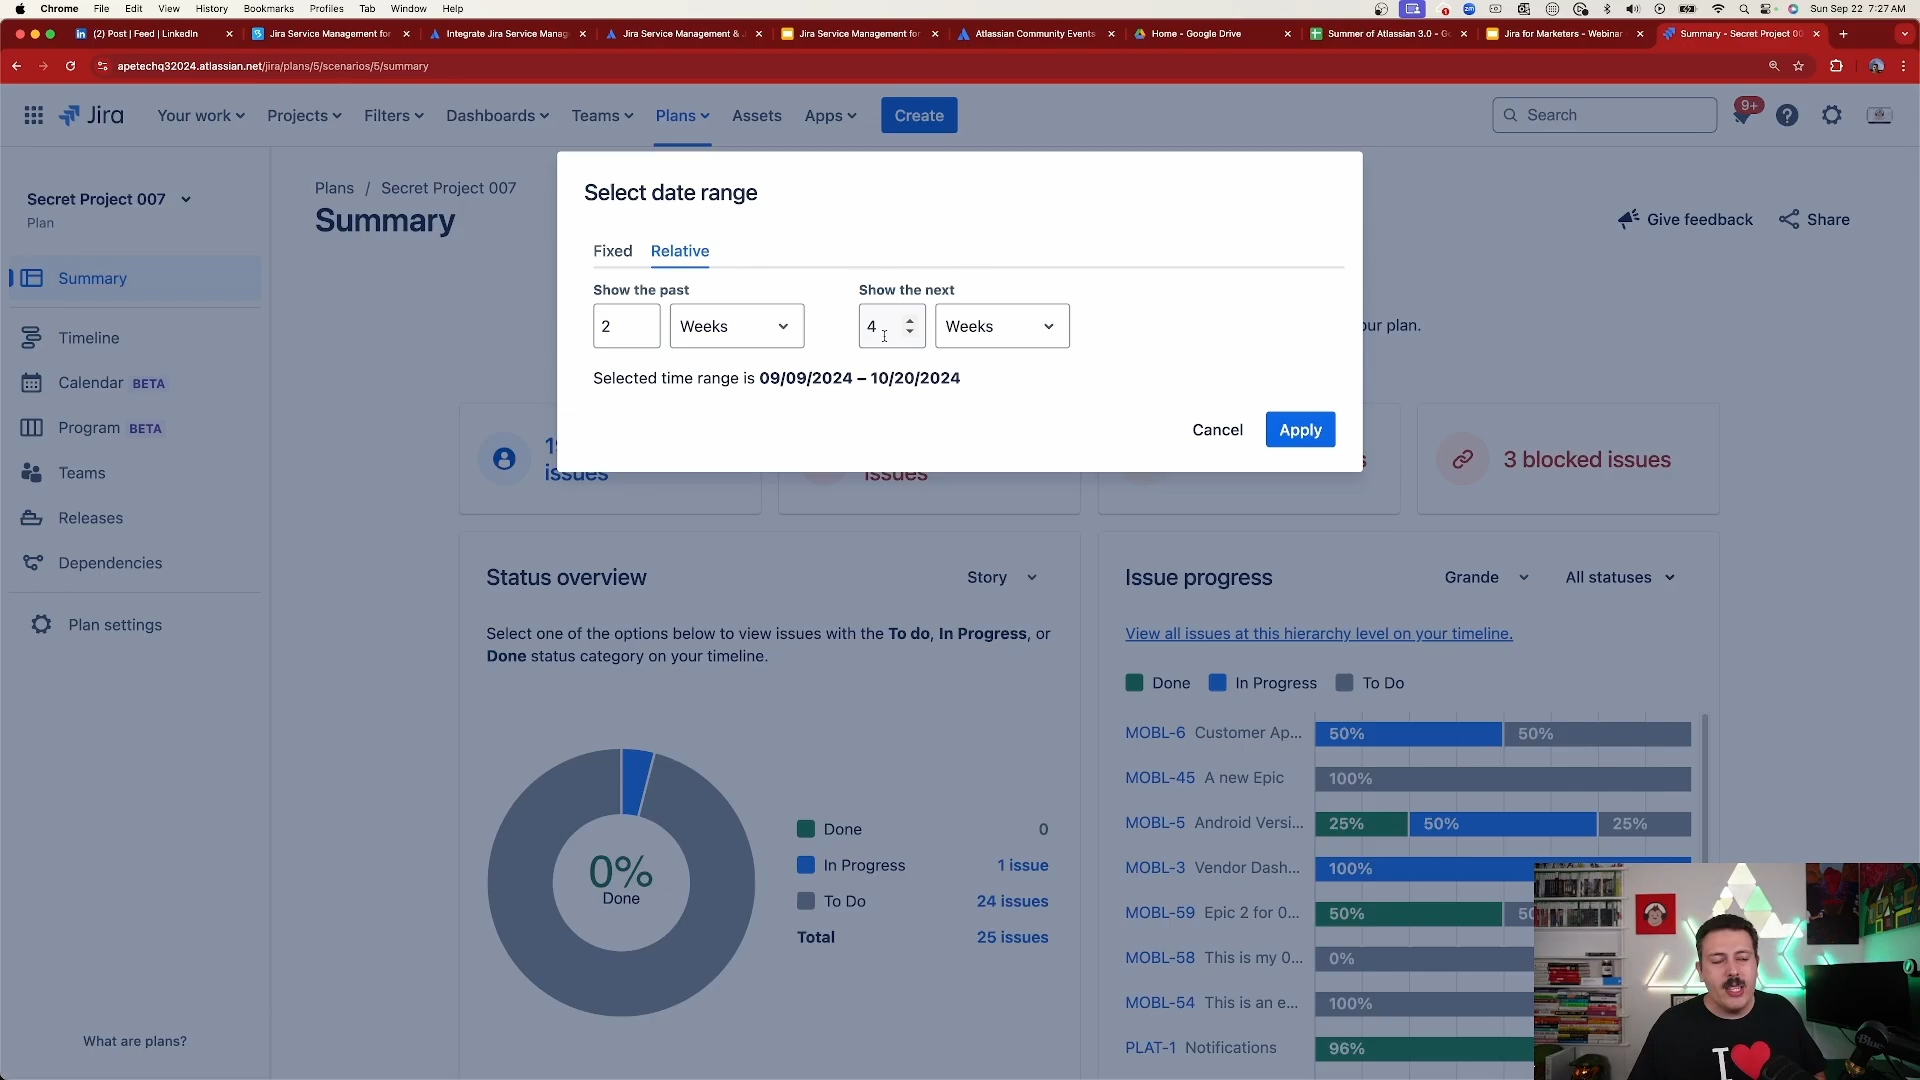 Chrome File Edit View History Bookmarks Profiles Tab Window Help
Sun Sep 22 7:27 AM
(2) Post | Feed | LinkedIn
Jira Service Management for
Integrate Jira Service Manag
Jira Service Management &
Jira Service Management for
Atlassian Community Events
Home - Google Drive
Summer of Atlassian 3.0 - G
Jira for Marketers - Webinar
Summary - Secret Project 00
apetechq32024.atlassian.net/jira/plans/5/scenarios/5/summary
Jira
Your work
Projects
Filters
Dashboards
Teams
Plans
Assets
Apps
Create
Search
9+
Secret Project 007
Plan
Summary
Timeline
Calendar BETA
Program BETA
Teams
Releases
Dependencies
Plan settings
What are plans?
Plans / Secret Project 007
Summary
Give feedback
Share
Select date range
Fixed
Relative
Show the past
Show the next
2
Weeks
4
Weeks
Selected time range is 09/09/2024 – 10/20/2024
Cancel
Apply
our plan.
issues
issues
3 blocked issues
Status overview
Story
Select one of the options below to view issues with the To do, In Progress, or
Done status category on your timeline.
0%
Done
Done 0
In Progress 1 issue
To Do 24 issues
Total 25 issues
Issue progress
Grande
All statuses
View all issues at this hierarchy level on your timeline.
Done In Progress To Do
MOBL-6 Customer Ap... 50% 50%
MOBL-45 A new Epic 100%
MOBL-5 Android Versi... 25% 50% 25%
MOBL-3 Vendor Dash... 100%
MOBL-59 Epic 2 for 0... 50%
MOBL-58 This is my 0... 0%
MOBL-54 This is an e... 100%
PLAT-1 Notifications 96%
I
Blue